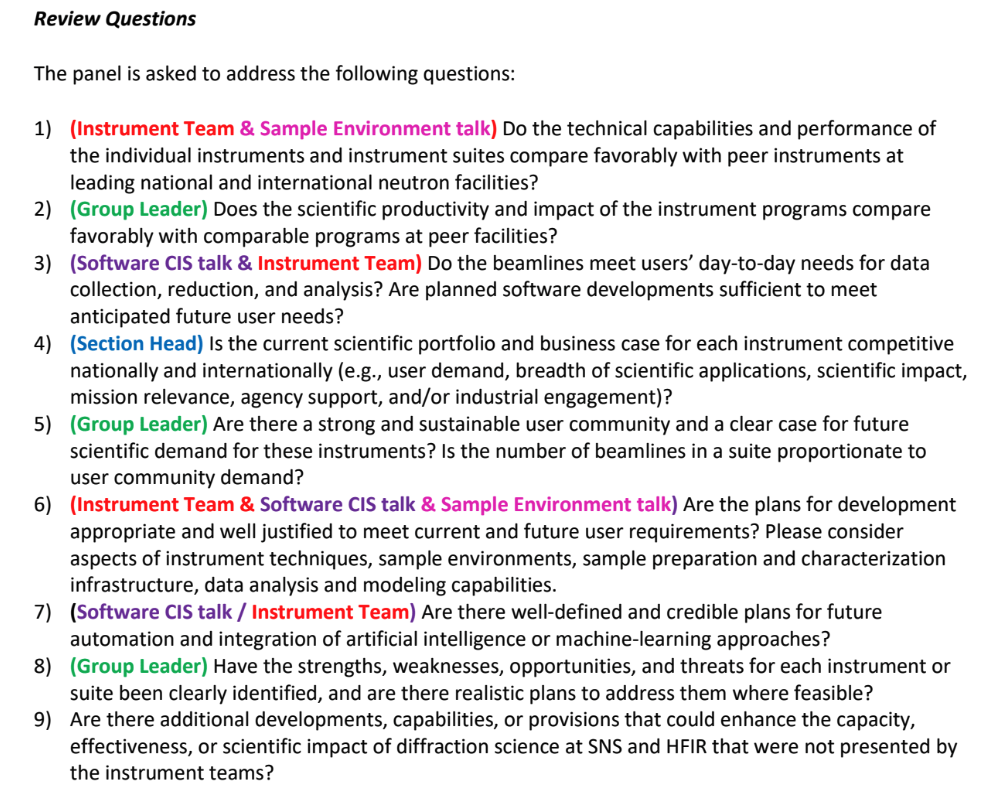 Review Questions
The panel is asked to address the following questions:
1) (Instrument Team & Sample Environment talk) Do the technical capabilities and performance of
the individual instruments and instrument suites compare favorably with peer instruments at
leading national and international neutron facilities?
2) (Group Leader) Does the scientific productivity and impact of the instrument programs compare
favorably with comparable programs at peer facilities?
3) (Software CIS talk & Instrument Team) Do the beamlines meet users’ day-to-day needs for data
collection, reduction, and analysis? Are planned software developments sufficient to meet
anticipated future user needs?
4) (Section Head) Is the current scientific portfolio and business case for each instrument competitive
nationally and internationally (e.g., user demand, breadth of scientific applications, scientific impact,
mission relevance, agency support, and/or industrial engagement)?
5) (Group Leader) Are there a strong and sustainable user community and a clear case for future
scientific demand for these instruments? Is the number of beamlines in a suite proportionate to
user community demand?
6) (Instrument Team & Software CIS talk & Sample Environment talk) Are the plans for development
appropriate and well justified to meet current and future user requirements? Please consider
aspects of instrument techniques, sample environments, sample preparation and characterization
infrastructure, data analysis and modeling capabilities.
7) (Software CIS talk / Instrument Team) Are there well-defined and credible plans for future
automation and integration of artificial intelligence or machine-learning approaches?
8) (Group Leader) Have the strengths, weaknesses, opportunities, and threats for each instrument or
suite been clearly identified, and are there realistic plans to address them where feasible?
9) Are there additional developments, capabilities, or provisions that could enhance the capacity,
effectiveness, or scientific impact of diffraction science at SNS and HFIR that were not presented by
the instrument teams?